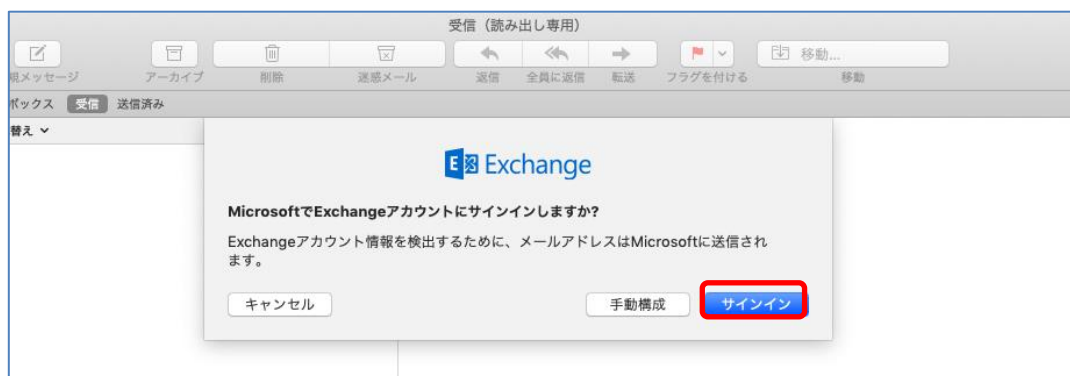 受信（読み出し専用）
移動...
規メッセージ アーカイブ 削除 迷惑メール 返信 全員に返信 転送 フラグを付ける 移動
ボックス 受信 送信済み
替え
Exchange
MicrosoftでExchangeアカウントにサインインしますか?
Exchangeアカウント情報を検出するために、メールアドレスはMicrosoftに送信され
ます。
キャンセル 手動構成 サインイン